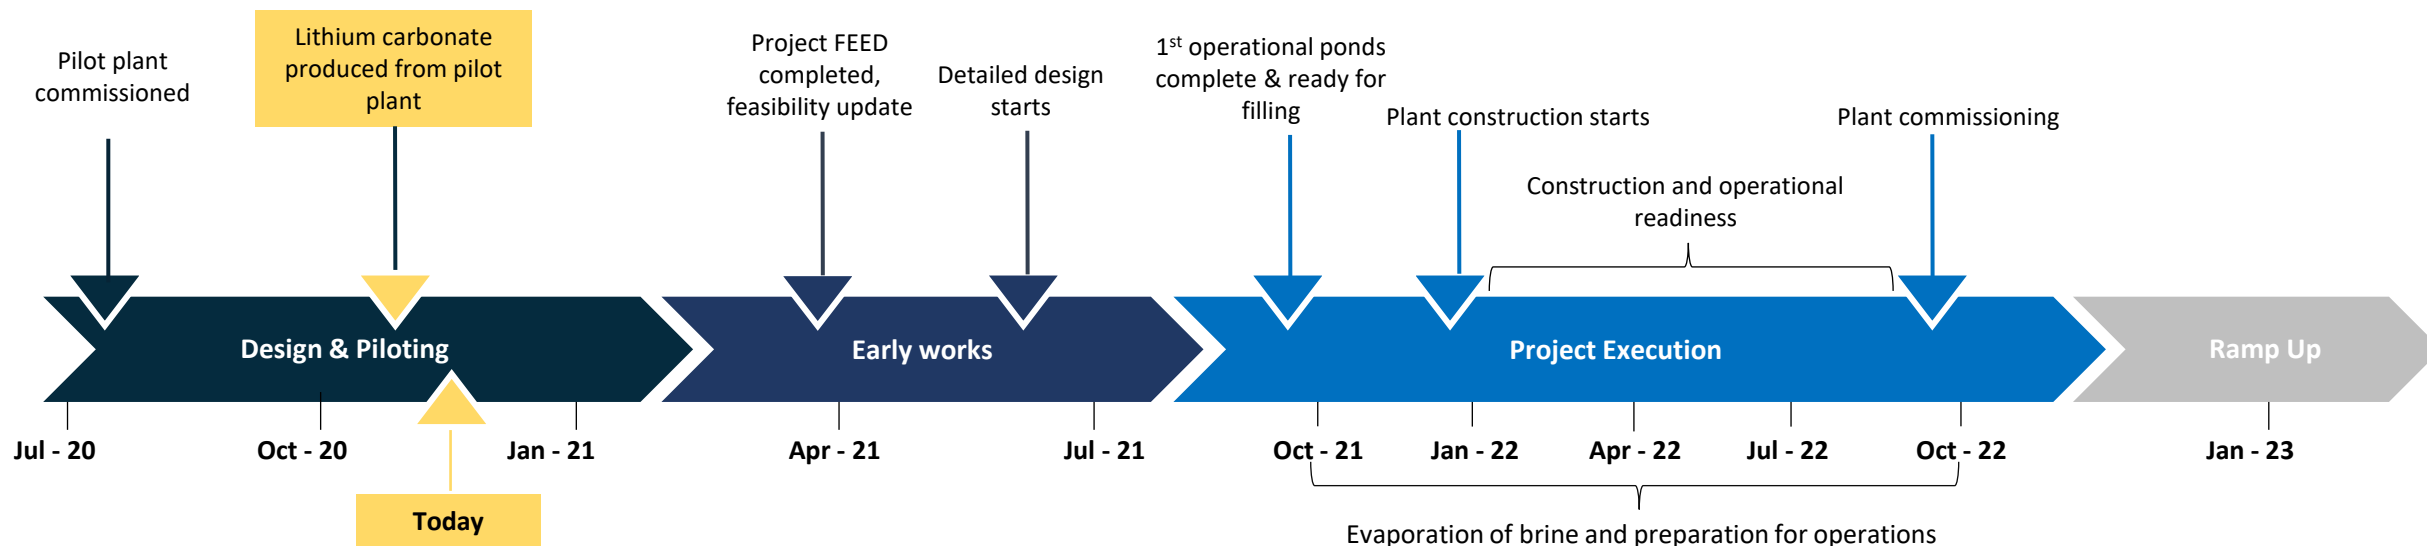 Pilot plant
commissioned
Lithium carbonate
produced from pilot
plant
Project FEED
completed,
feasibility update
Detailed design
starts
1st operational ponds
complete & ready for
filling
Plant construction starts
Plant commissioning
Construction and operational
readiness
Design & Piloting
Early works
Project Execution
Ramp Up
Jul - 20
Oct - 20
Jan - 21
Apr - 21
Jul - 21
Oct - 21
Jan - 22
Apr - 22
Jul - 22
Oct - 22
Jan - 23
Today
Evaporation of brine and preparation for operations